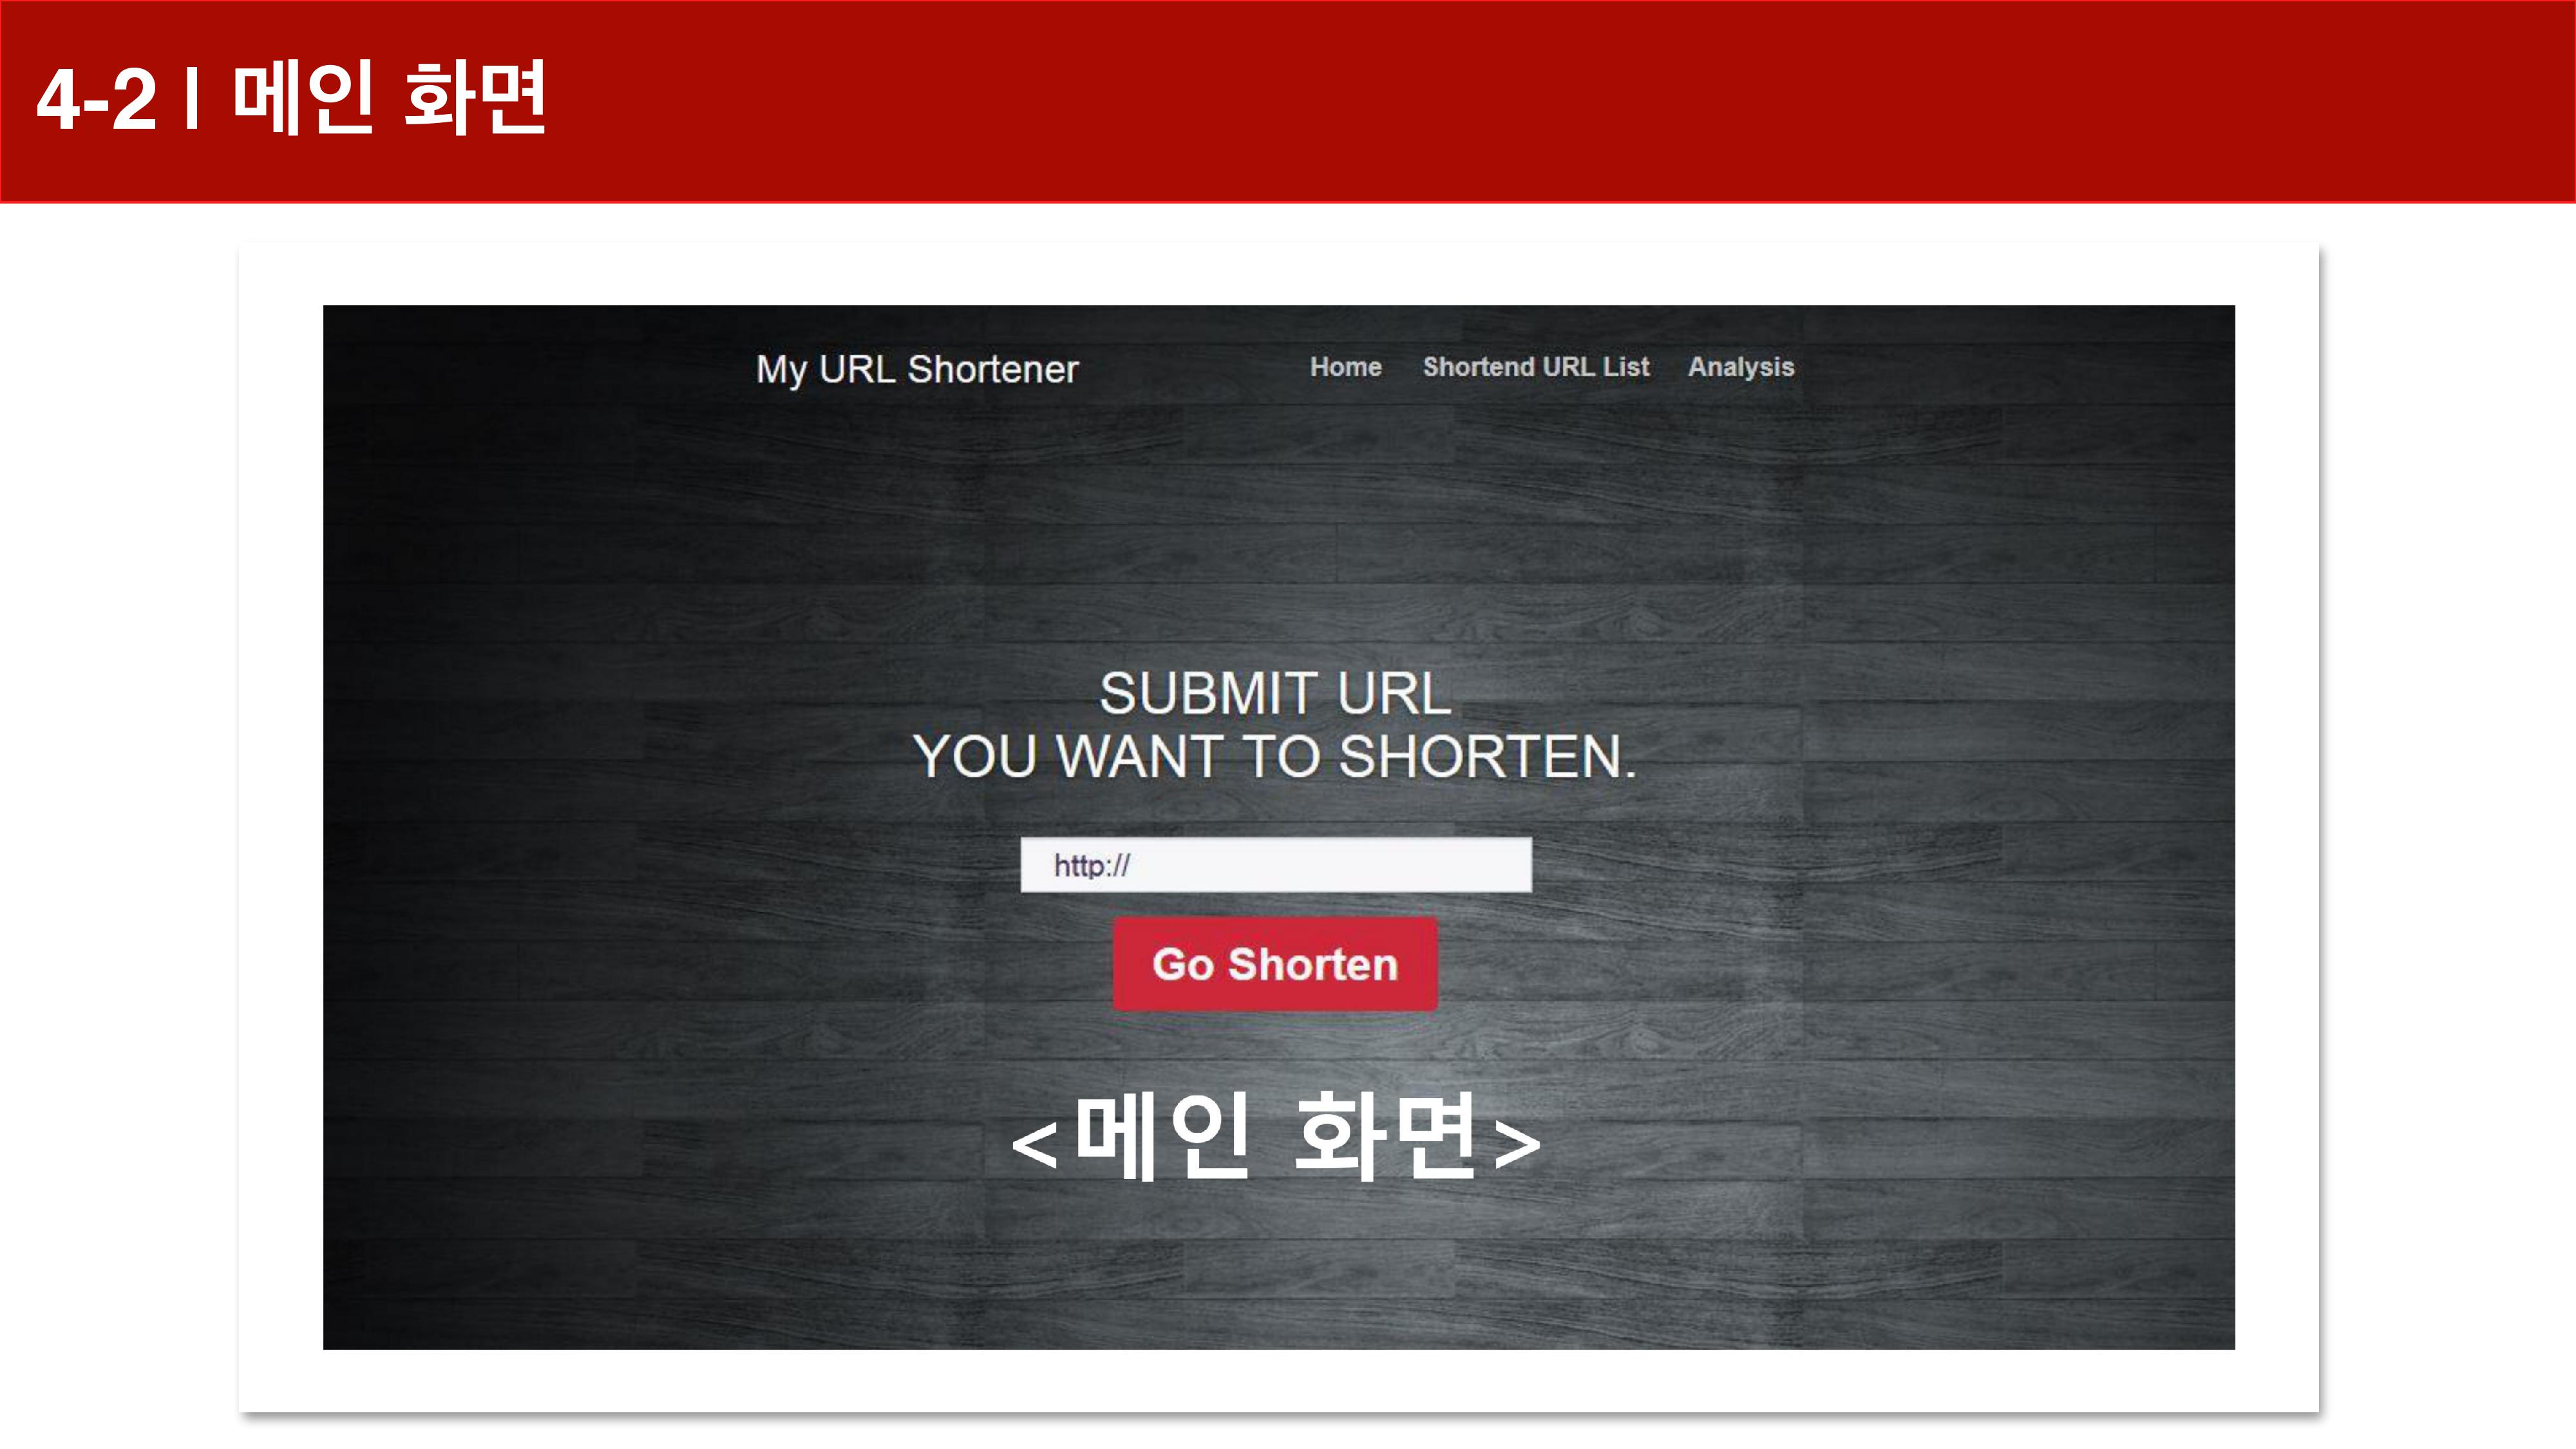 4-2 | 메인 화면
My URL Shortener
Home Shortend URL List Analysis
SUBMIT URL
YOU WANT TO SHORTEN.
http://
Go Shorten
<메인 화면>